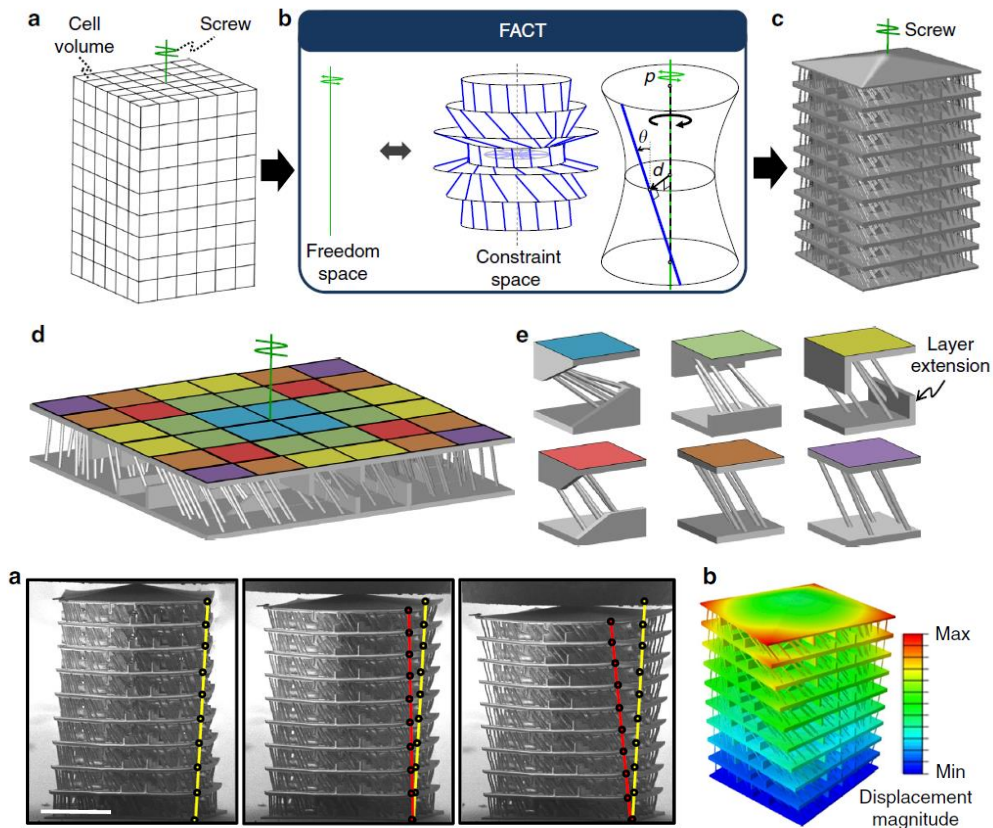 a
Cell
volume
Screw
b
FACT
p
θ
d
Freedom
space
Constraint
space
c
Screw
d
e
Layer
extension
a
b
Max
Min
Displacement
magnitude